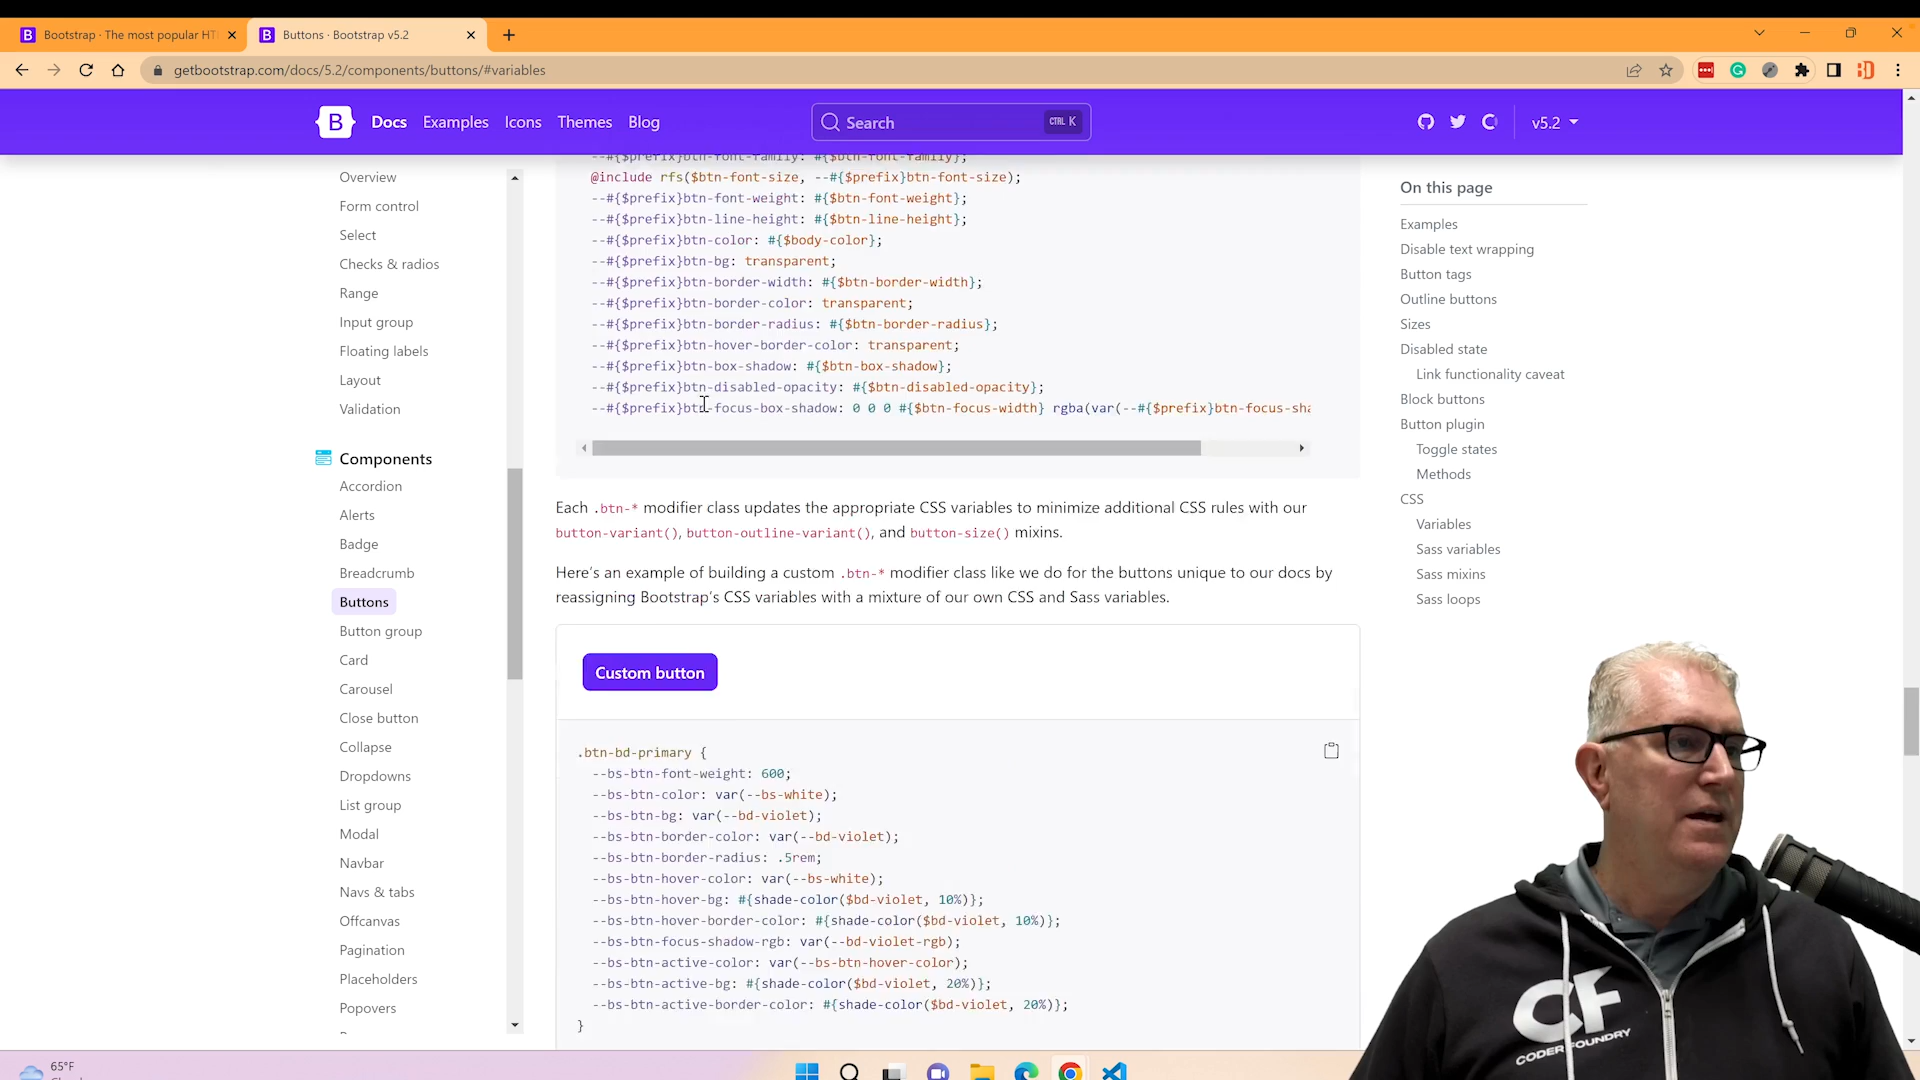 Bootstrap · The most popular HT
Buttons · Bootstrap v5.2
getbootstrap.com/docs/5.2/components/buttons/#variables
B Docs Examples Icons Themes Blog
Search CTRL K
v5.2
Overview
Form control
Select
Checks & radios
Range
Input group
Floating labels
Layout
Validation
Components
Accordion
Alerts
Badge
Breadcrumb
Buttons
Button group
Card
Carousel
Close button
Collapse
Dropdowns
List group
Modal
Navbar
Navs & tabs
Offcanvas
Pagination
Placeholders
Popovers
--#{$prefix}btn-font-family: #{$btn-font-family};
@include rfs($btn-font-size, --#{$prefix}btn-font-size);
--#{$prefix}btn-font-weight: #{$btn-font-weight};
--#{$prefix}btn-line-height: #{$btn-line-height};
--#{$prefix}btn-color: #{$body-color};
--#{$prefix}btn-bg: transparent;
--#{$prefix}btn-border-width: #{$btn-border-width};
--#{$prefix}btn-border-color: transparent;
--#{$prefix}btn-border-radius: #{$btn-border-radius};
--#{$prefix}btn-hover-border-color: transparent;
--#{$prefix}btn-box-shadow: #{$btn-box-shadow};
--#{$prefix}btn-disabled-opacity: #{$btn-disabled-opacity};
--#{$prefix}btn-focus-box-shadow: 0 0 0 #{$btn-focus-width} rgba(var(--#{$prefix}btn-focus-sha
Each .btn-* modifier class updates the appropriate CSS variables to minimize additional CSS rules with our
button-variant(), button-outline-variant(), and button-size() mixins.
Here's an example of building a custom .btn-* modifier class like we do for the buttons unique to our docs by
reassigning Bootstrap's CSS variables with a mixture of our own CSS and Sass variables.
Custom button
.btn-bd-primary {
--bs-btn-font-weight: 600;
--bs-btn-color: var(--bs-white);
--bs-btn-bg: var(--bd-violet);
--bs-btn-border-color: var(--bd-violet);
--bs-btn-border-radius: .5rem;
--bs-btn-hover-color: var(--bs-white);
--bs-btn-hover-bg: #{shade-color($bd-violet, 10%)};
--bs-btn-hover-border-color: #{shade-color($bd-violet, 10%)};
--bs-btn-focus-shadow-rgb: var(--bd-violet-rgb);
--bs-btn-active-color: var(--bs-btn-hover-color);
--bs-btn-active-bg: #{shade-color($bd-violet, 20%)};
--bs-btn-active-border-color: #{shade-color($bd-violet, 20%)};
}
On this page
Examples
Disable text wrapping
Button tags
Outline buttons
Sizes
Disabled state
Link functionality caveat
Block buttons
Button plugin
Toggle states
Methods
CSS
Variables
Sass variables
Sass mixins
Sass loops
CF
CODER FOUNDRY
65°F